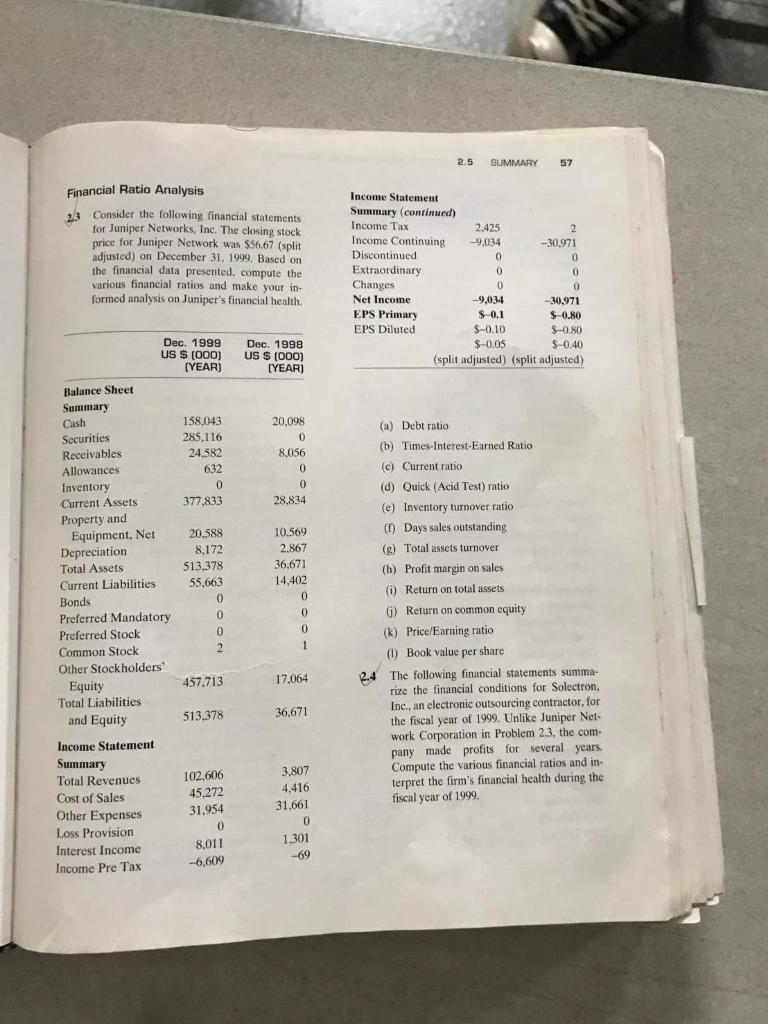 2.5 SUMMARY 57
Financial Ratio Analysis
2.3 Consider the following financial statements
for Juniper Networks, Inc. The closing stock
price for Juniper Network was $56.67 (split
adjusted) on December 31, 1999. Based on
the financial data presented, compute the
various financial ratios and make your in-
formed analysis on Juniper's financial health.
Dec. 1999 Dec. 1998
US $ (000) US $ (000)
(YEAR) (YEAR)
Balance Sheet
Summary
Cash 158,043 20,098
Securities 285,116 0
Receivables 24,582 8,056
Allowances 632 0
Inventory 0 0
Current Assets 377,833 28,834
Property and
Equipment, Net 20,588 10,569
Depreciation 8,172 2,867
Total Assets 513,378 36,671
Current Liabilities 55,663 14,402
Bonds 0 0
Preferred Mandatory 0 0
Preferred Stock 0 0
Common Stock 2 1
Other Stockholders'
Equity 457,713 17,064
Total Liabilities
and Equity 513,378 36,671
Income Statement
Summary
Total Revenues 102,606 3,807
Cost of Sales 45,272 4,416
Other Expenses 31,954 31,661
Loss Provision 0 0
Interest Income 8,011 1,301
Income Pre Tax -6,609 -69
Income Statement
Summary (continued)
Income Tax 2,425 2
Income Continuing -9,034 -30,971
Discontinued 0 0
Extraordinary 0 0
Changes 0 0
Net Income -9,034 -30,971
EPS Primary $-0.1 $-0.80
EPS Diluted $-0.10 $-0.80
$-0.05 $-0.40
(split adjusted) (split adjusted)
(a) Debt ratio
(b) Times-Interest-Earned Ratio
(c) Current ratio
(d) Quick (Acid Test) ratio
(e) Inventory turnover ratio
(f) Days sales outstanding
(g) Total assets turnover
(h) Profit margin on sales
(i) Return on total assets
(j) Return on common equity
(k) Price/Earning ratio
(l) Book value per share
2.4 The following financial statements summa-
rize the financial conditions for Solectron,
Inc., an electronic outsourcing contractor, for
the fiscal year of 1999. Unlike Juniper Net-
work Corporation in Problem 2.3, the com-
pany made profits for several years.
Compute the various financial ratios and in-
terpret the firm's financial health during the
fiscal year of 1999.